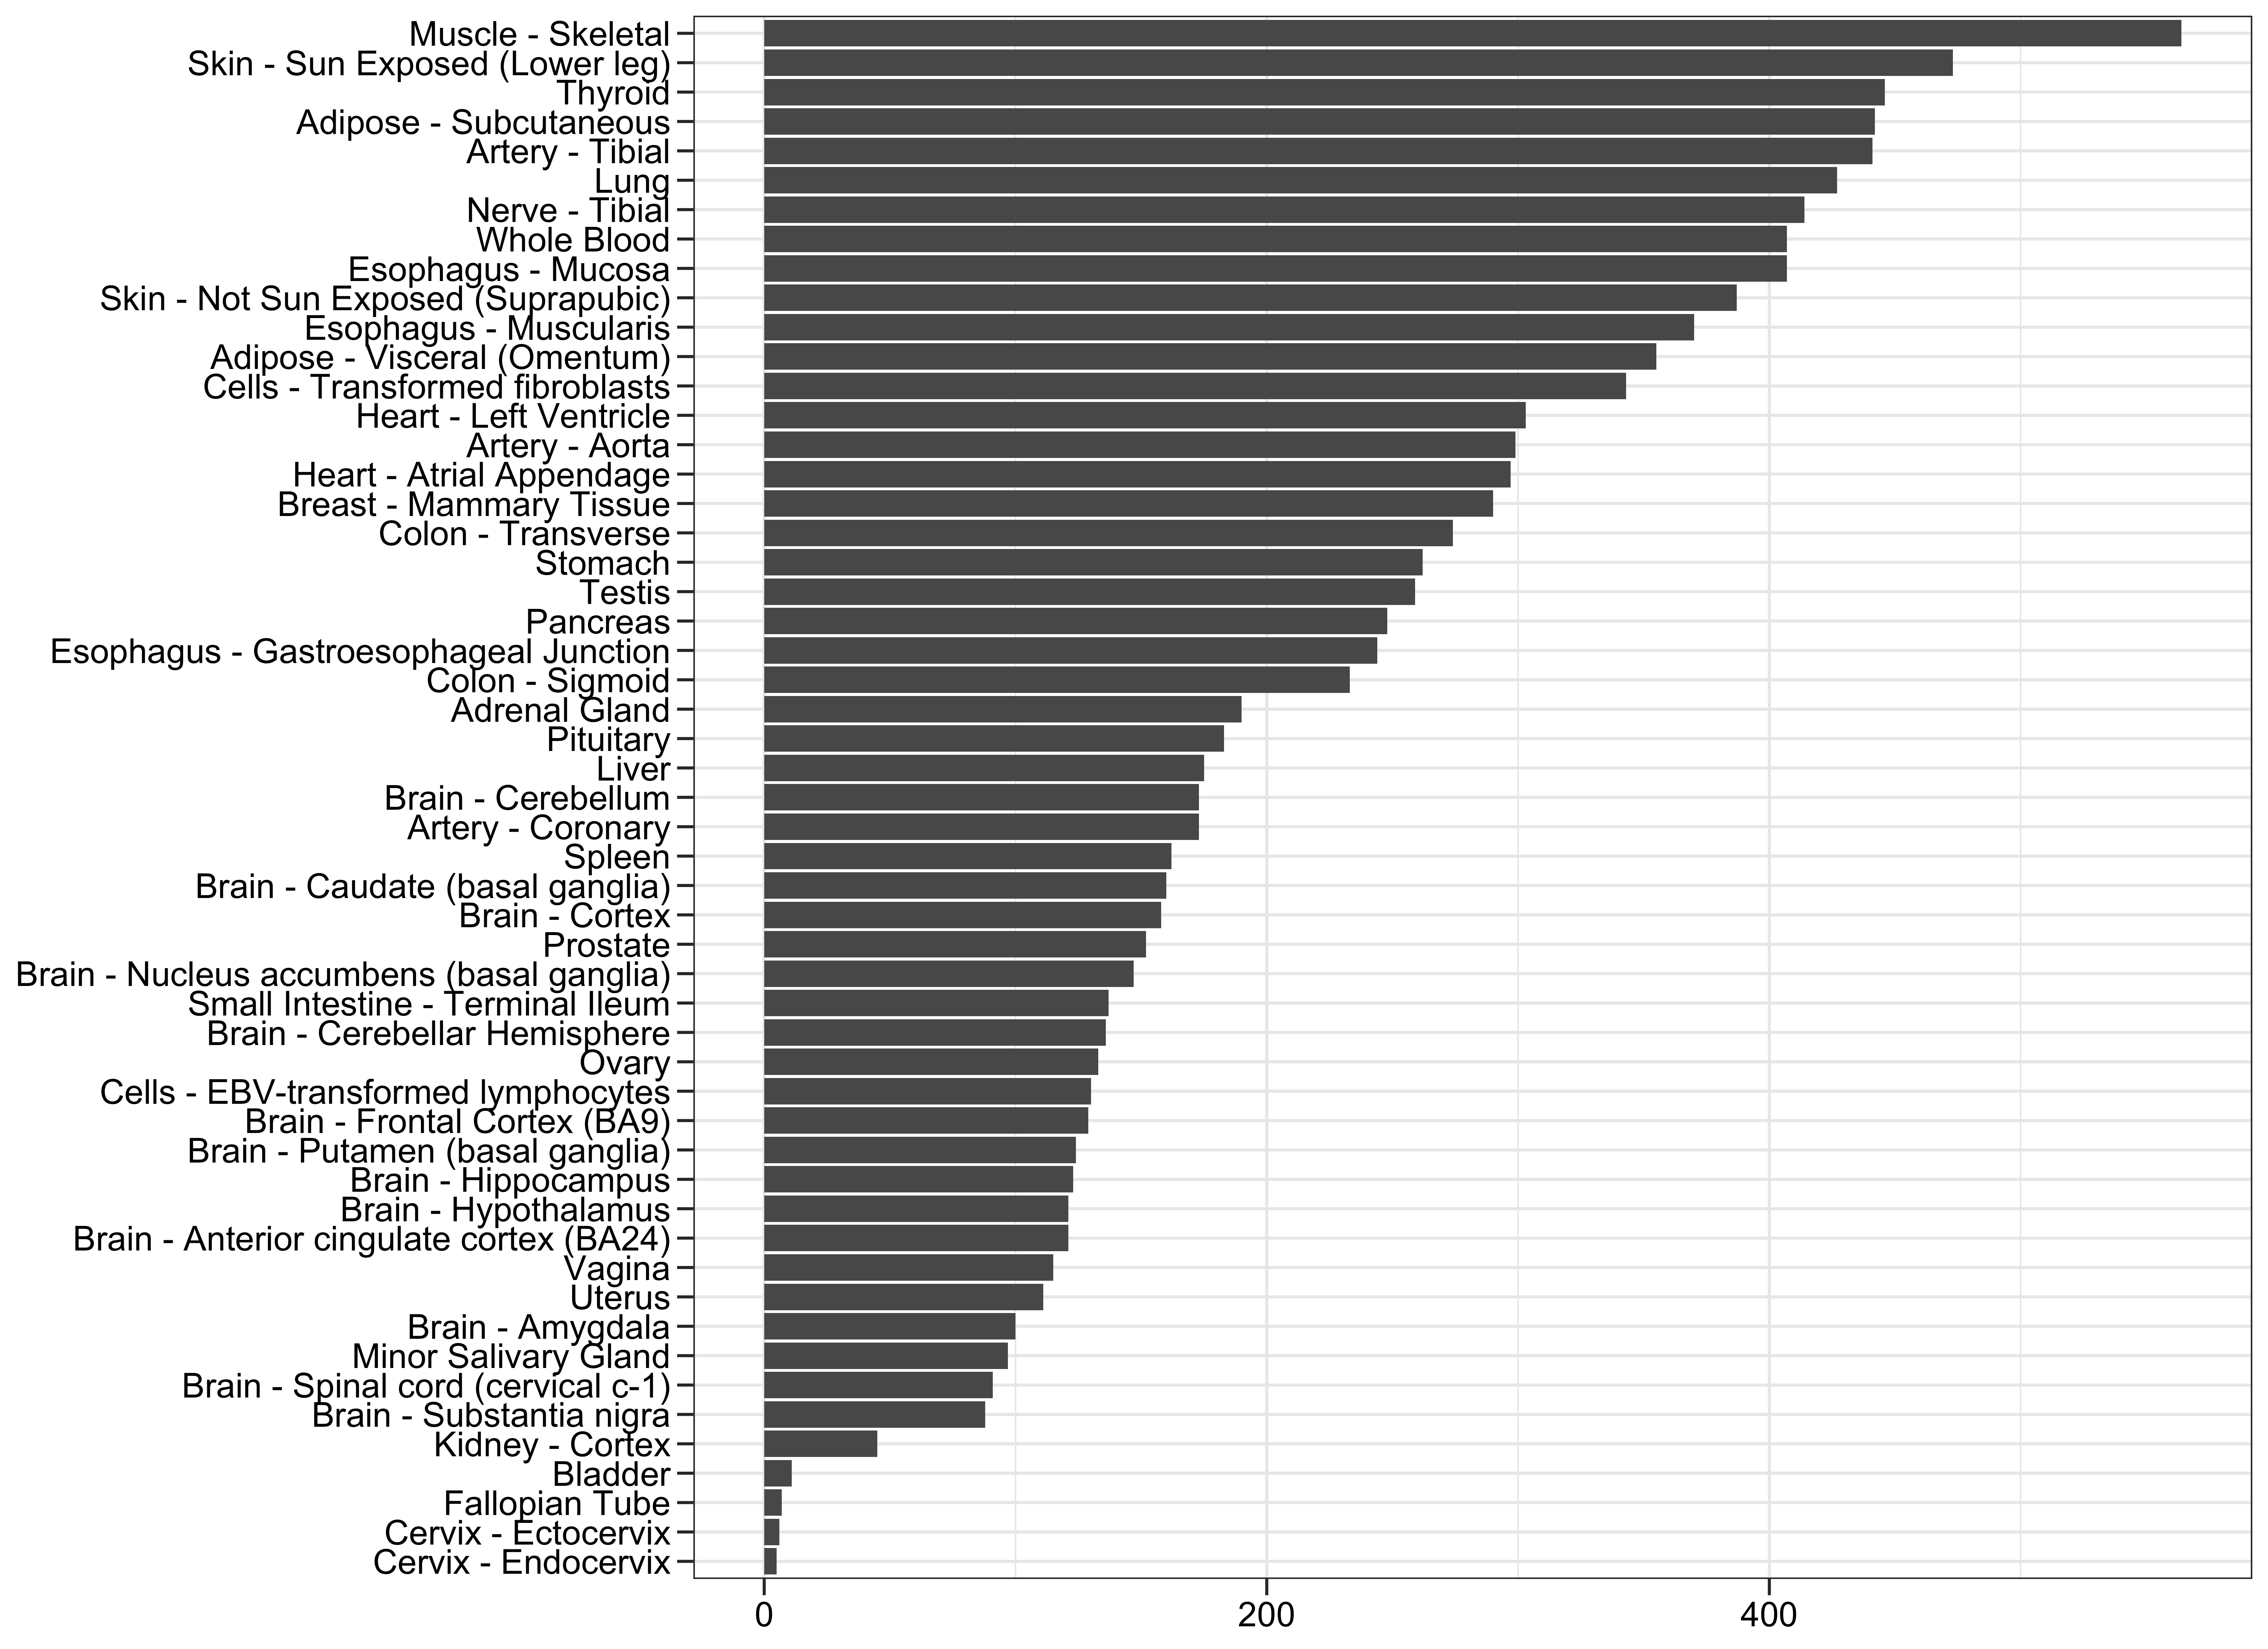 Muscle - Skeletal
Skin - Sun Exposed (Lower leg)
Thyroid
Adipose - Subcutaneous
Artery - Tibial
Lung
Nerve - Tibial
Whole Blood
Esophagus - Mucosa
Skin - Not Sun Exposed (Suprapubic)
Esophagus - Muscularis
Adipose - Visceral (Omentum)
Cells - Transformed fibroblasts
Heart - Left Ventricle
Artery - Aorta
Heart - Atrial Appendage
Breast - Mammary Tissue
Colon - Transverse
Stomach
Testis
Pancreas
Esophagus - Gastroesophageal Junction
Colon - Sigmoid
Adrenal Gland
Pituitary
Liver
Brain - Cerebellum
Artery - Coronary
Spleen
Brain - Caudate (basal ganglia)
Brain - Cortex
Prostate
Brain - Nucleus accumbens (basal ganglia)
Small Intestine - Terminal Ileum
Brain - Cerebellar Hemisphere
Ovary
Cells - EBV-transformed lymphocytes
Brain - Frontal Cortex (BA9)
Brain - Putamen (basal ganglia)
Brain - Hippocampus
Brain - Hypothalamus
Brain - Anterior cingulate cortex (BA24)
Vagina
Uterus
Brain - Amygdala
Minor Salivary Gland
Brain - Spinal cord (cervical c-1)
Brain - Substantia nigra
Kidney - Cortex
Bladder
Fallopian Tube
Cervix - Ectocervix
Cervix - Endocervix
0 200 400